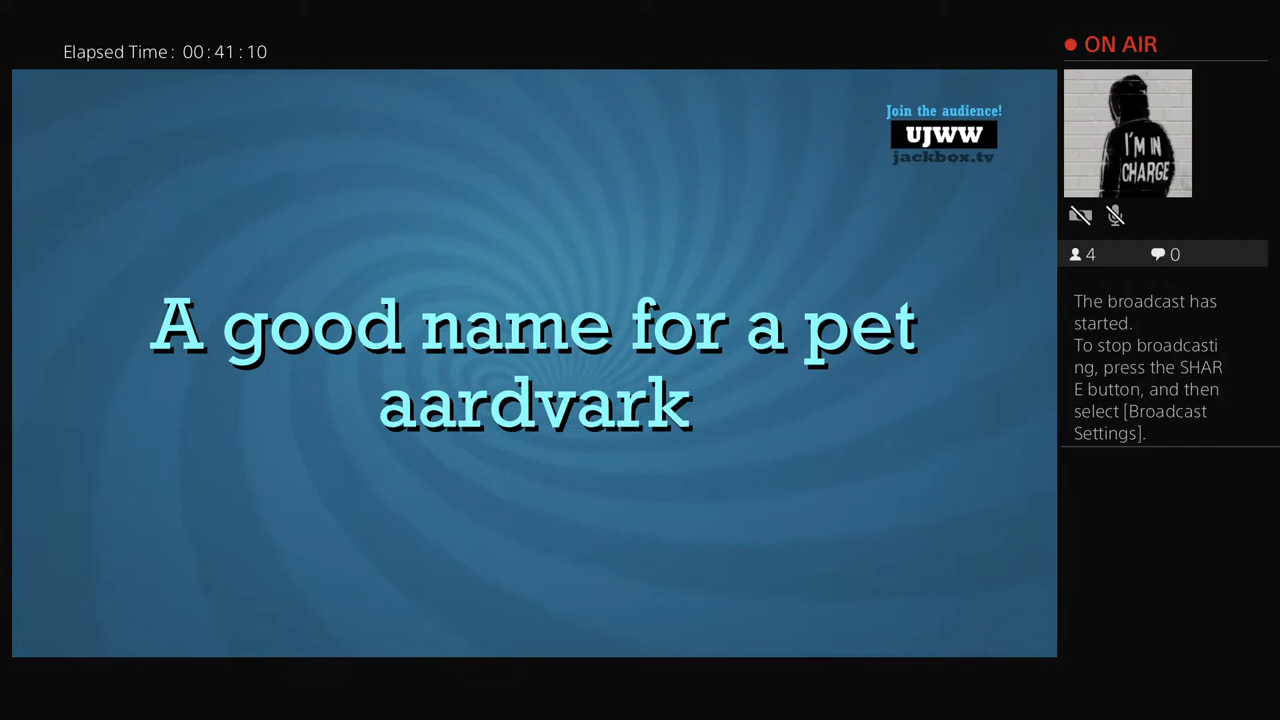 Elapsed Time: 00:41:10
ON AIR
Join the audience!
UJWW
jackbox.tv
I'M IN
CHARGE
4
0
A good name for a pet
aardvark
The broadcast has
started.
To stop broadcasti
ng, press the SHAR
E button, and then
select [Broadcast
Settings].